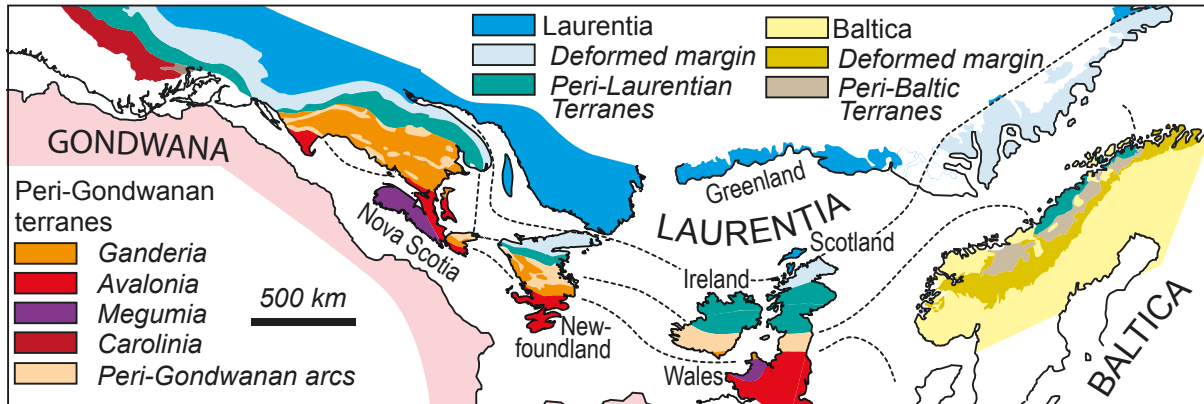 Laurentia
Deformed margin
Peri-Laurentian
Terranes
Baltica
Deformed margin
Peri-Baltic
Terranes
GONDWANA
Peri-Gondwanan
terranes
Ganderia
Avalonia
Megumia
Carolinia
Peri-Gondwanan arcs
500 km
Nova Scotia
New-
foundland
Greenland
LAURENTIA
Scotland
Ireland
Wales
BALTICA